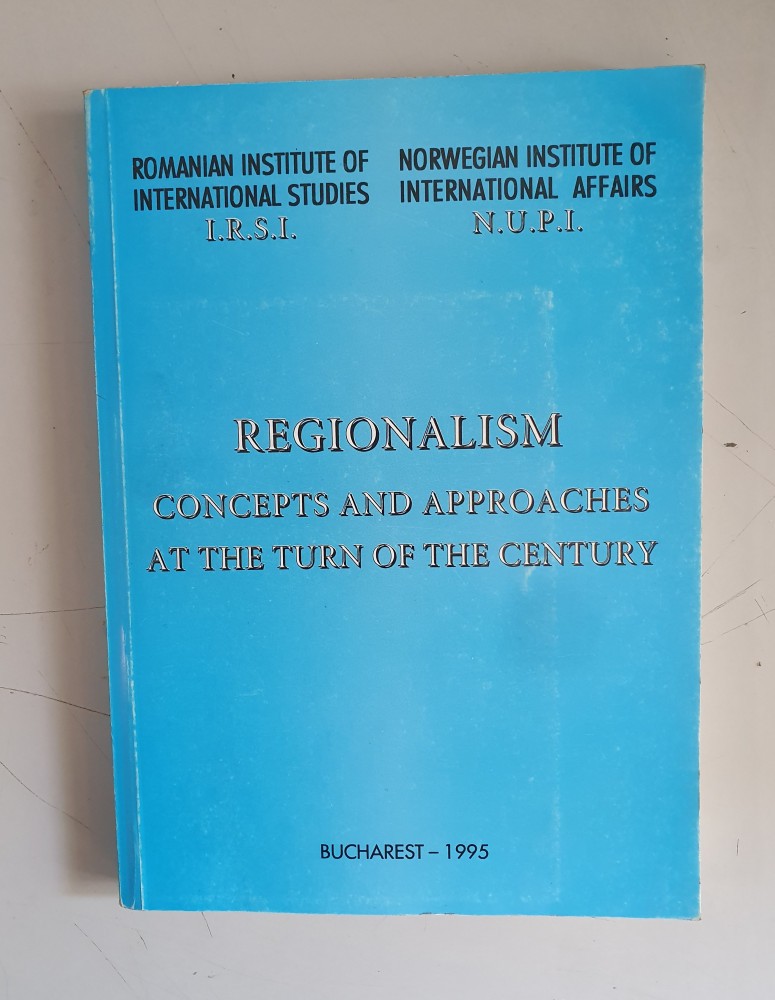 ROMANIAN INSTITUTE OF
INTERNATIONAL STUDIES
I.R.S.I.
NORWEGIAN INSTITUTE OF
INTERNATIONAL AFFAIRS
N.U.P.I.
REGIONALISM
CONCEPTS AND APPROACHES
AT THE TURN OF THE CENTURY
BUCHAREST – 1995